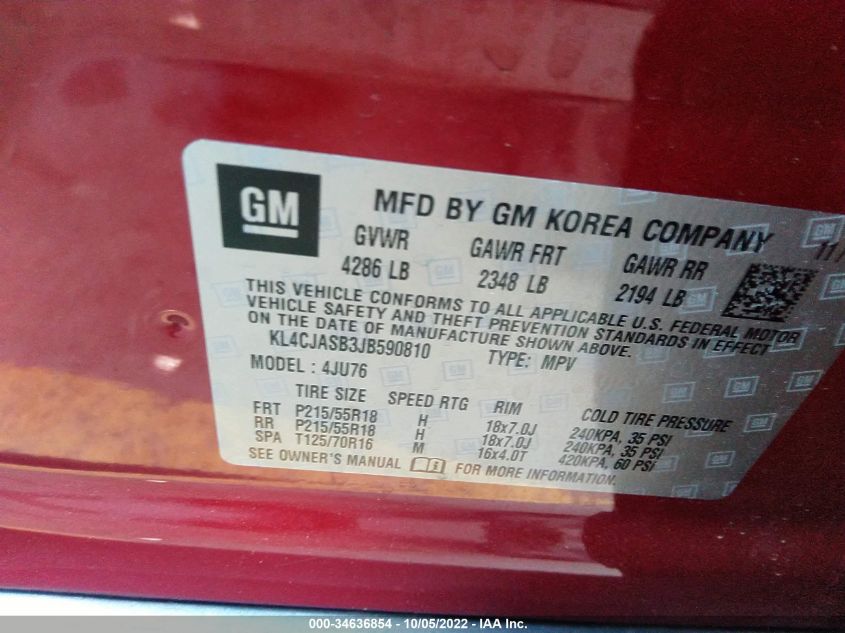 GM
MFD BY GM KOREA COMPANY
11/
GVWR GAWR FRT GAWR RR
4286 LB 2348 LB 2194 LB
THIS VEHICLE CONFORMS TO ALL APPLICABLE U.S. FEDERAL MOTOR
VEHICLE SAFETY AND THEFT PREVENTION STANDARDS IN EFFECT
ON THE DATE OF MANUFACTURE SHOWN ABOVE.
KL4CJASB3JB590810 TYPE: MPV
MODEL : 4JU76
TIRE SIZE SPEED RTG RIM COLD TIRE PRESSURE
FRT P215/55R18 H 18x7.0J 240KPA, 35 PSI
RR P215/55R18 H 18x7.0J 240KPA, 35 PSI
SPA T125/70R16 M 16x4.0T 420KPA, 60 PSI
SEE OWNER'S MANUAL FOR MORE INFORMATION.
000-34636854 - 10/05/2022 - IAA Inc.